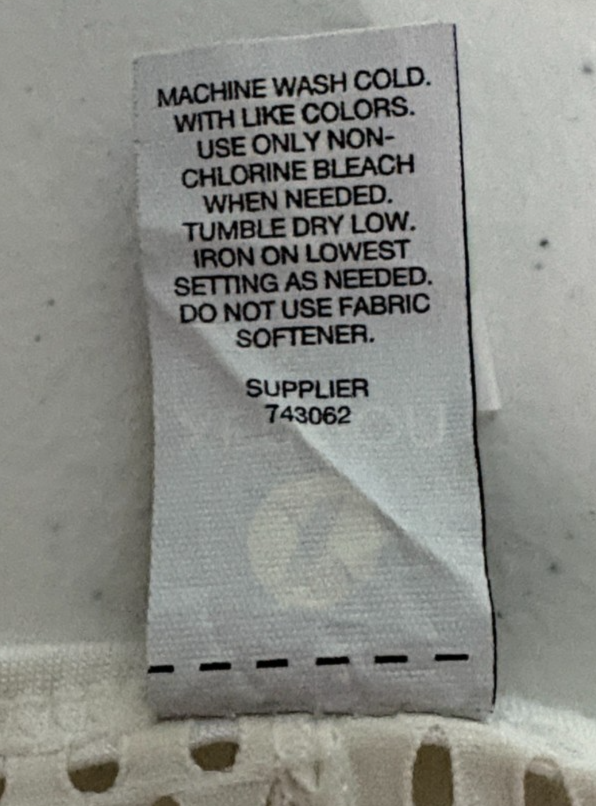 MACHINE WASH COLD.
WITH LIKE COLORS.
USE ONLY NON-
CHLORINE BLEACH
WHEN NEEDED.
TUMBLE DRY LOW.
IRON ON LOWEST
SETTING AS NEEDED.
DO NOT USE FABRIC
SOFTENER.
SUPPLIER
743062